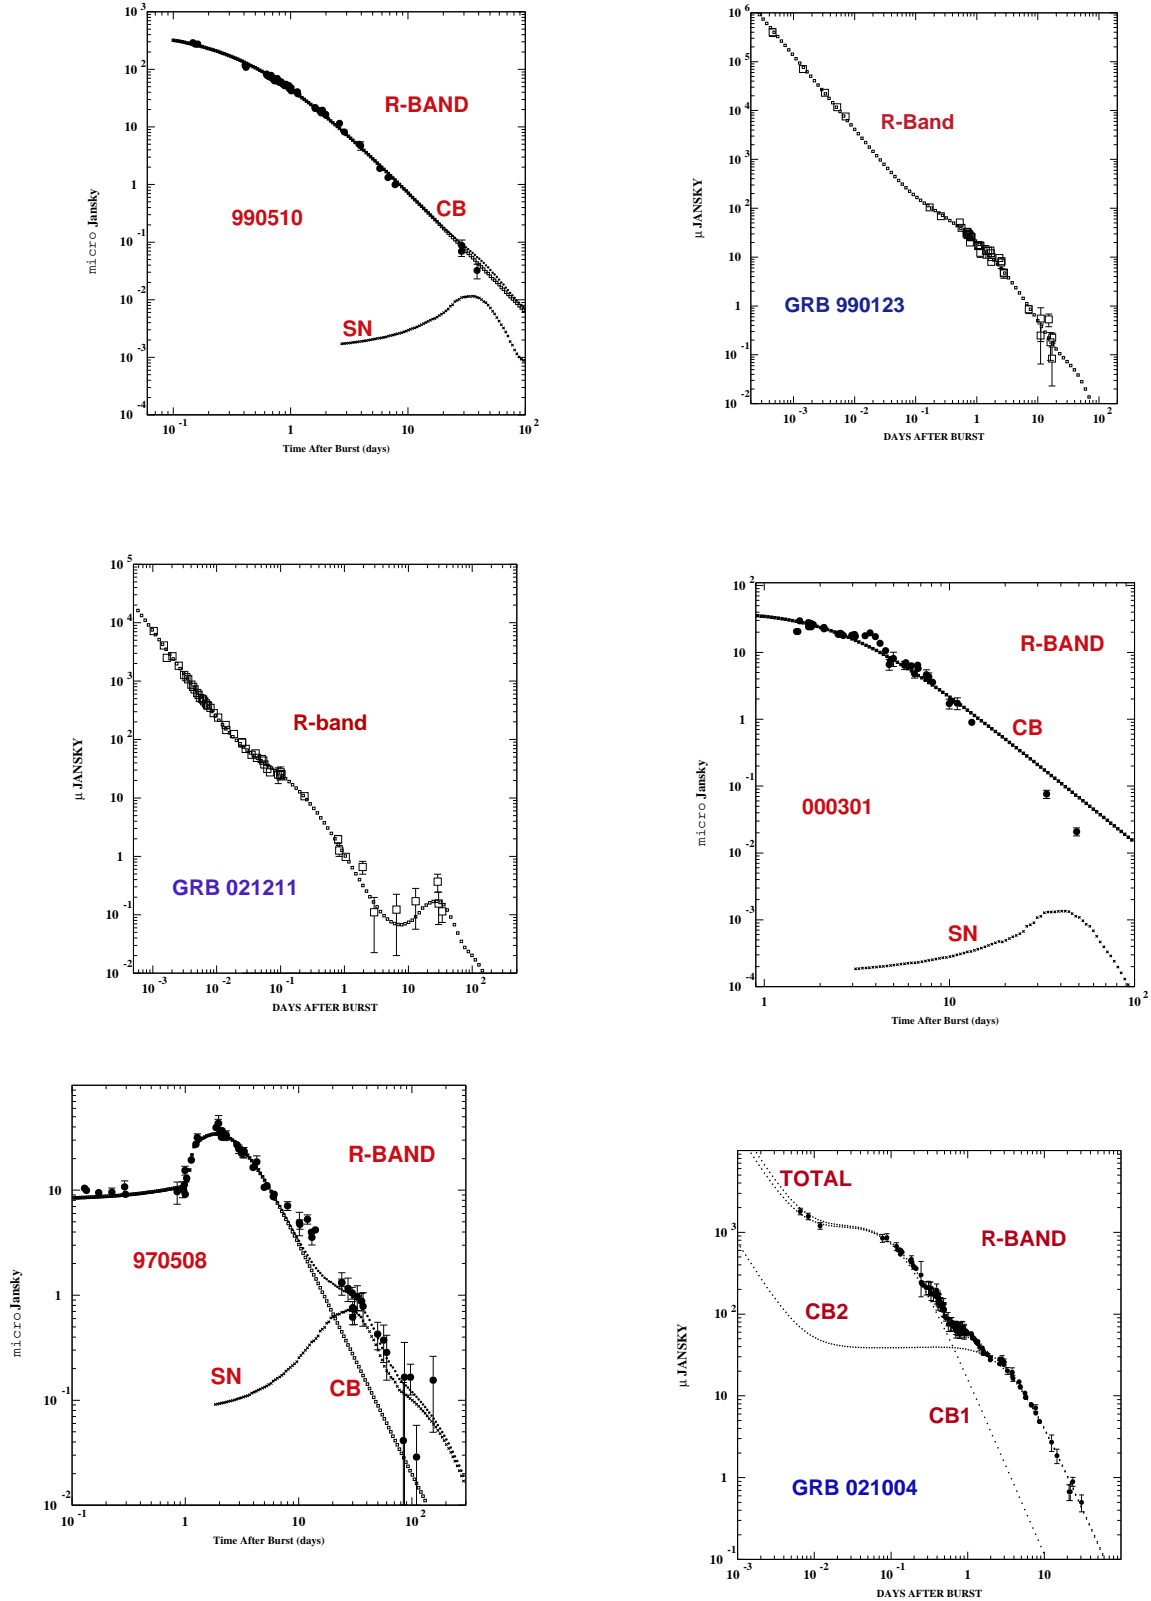 10 3
10 2
10
1
10 -1
10 -2
10 -3
10 -4
micro Jansky
R-BAND
990510
CB
SN
10 -1
1
10
10 2
Time After Burst (days)
10 6
10 5
10 4
10 3
10 2
10
1
10 -1
10 -2
μ JANSKY
R-Band
GRB 990123
10 -3
10 -2
10 -1
1
10
10 2
DAYS AFTER BURST
10 5
10 4
10 3
10 2
10
1
10 -1
10 -2
μ JANSKY
R-band
GRB 021211
10 -3
10 -2
10 -1
1
10
10 2
DAYS AFTER BURST
10 2
10
1
10 -1
10 -2
10 -3
10 -4
micro Jansky
R-BAND
CB
000301
SN
1
10
10 2
Time After Burst (days)
10
1
10 -1
10 -2
micro Jansky
R-BAND
970508
SN
CB
10 -1
1
10
10 2
Time After Burst (days)
10 3
10 2
10
1
10 -1
μ JANSKY
TOTAL
R-BAND
CB2
CB1
GRB 021004
10 -3
10 -2
10 -1
1
10
10 2
DAYS AFTER BURST